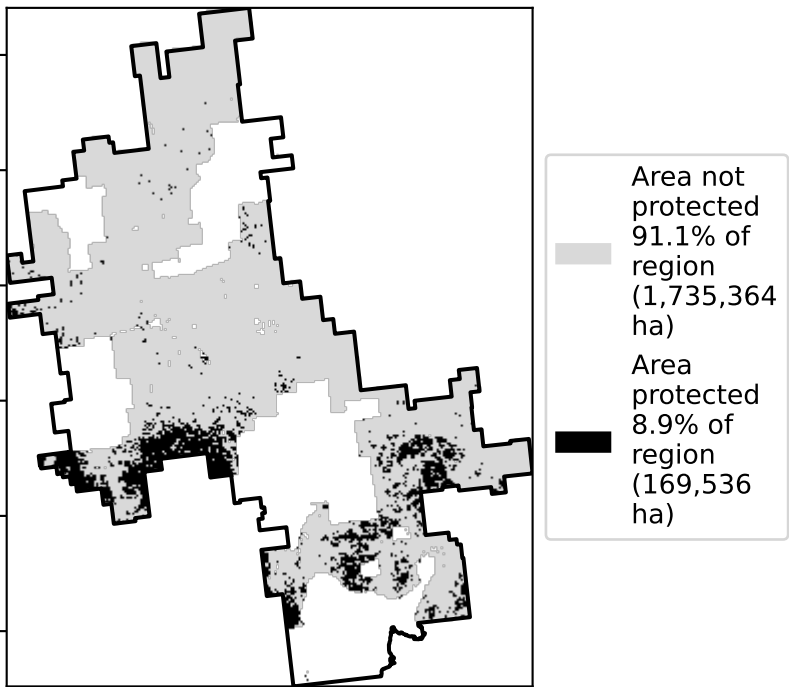 Area not
protected
91.1% of
region
(1,735,364
ha)
Area
protected
8.9% of
region
(169,536
ha)